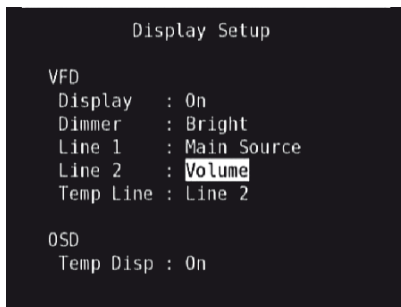 Display Setup
VFD
Display : On
Dimmer : Bright
Line 1 : Main Source
Line 2 : Volume
Temp Line : Line 2
OSD
Temp Disp : On